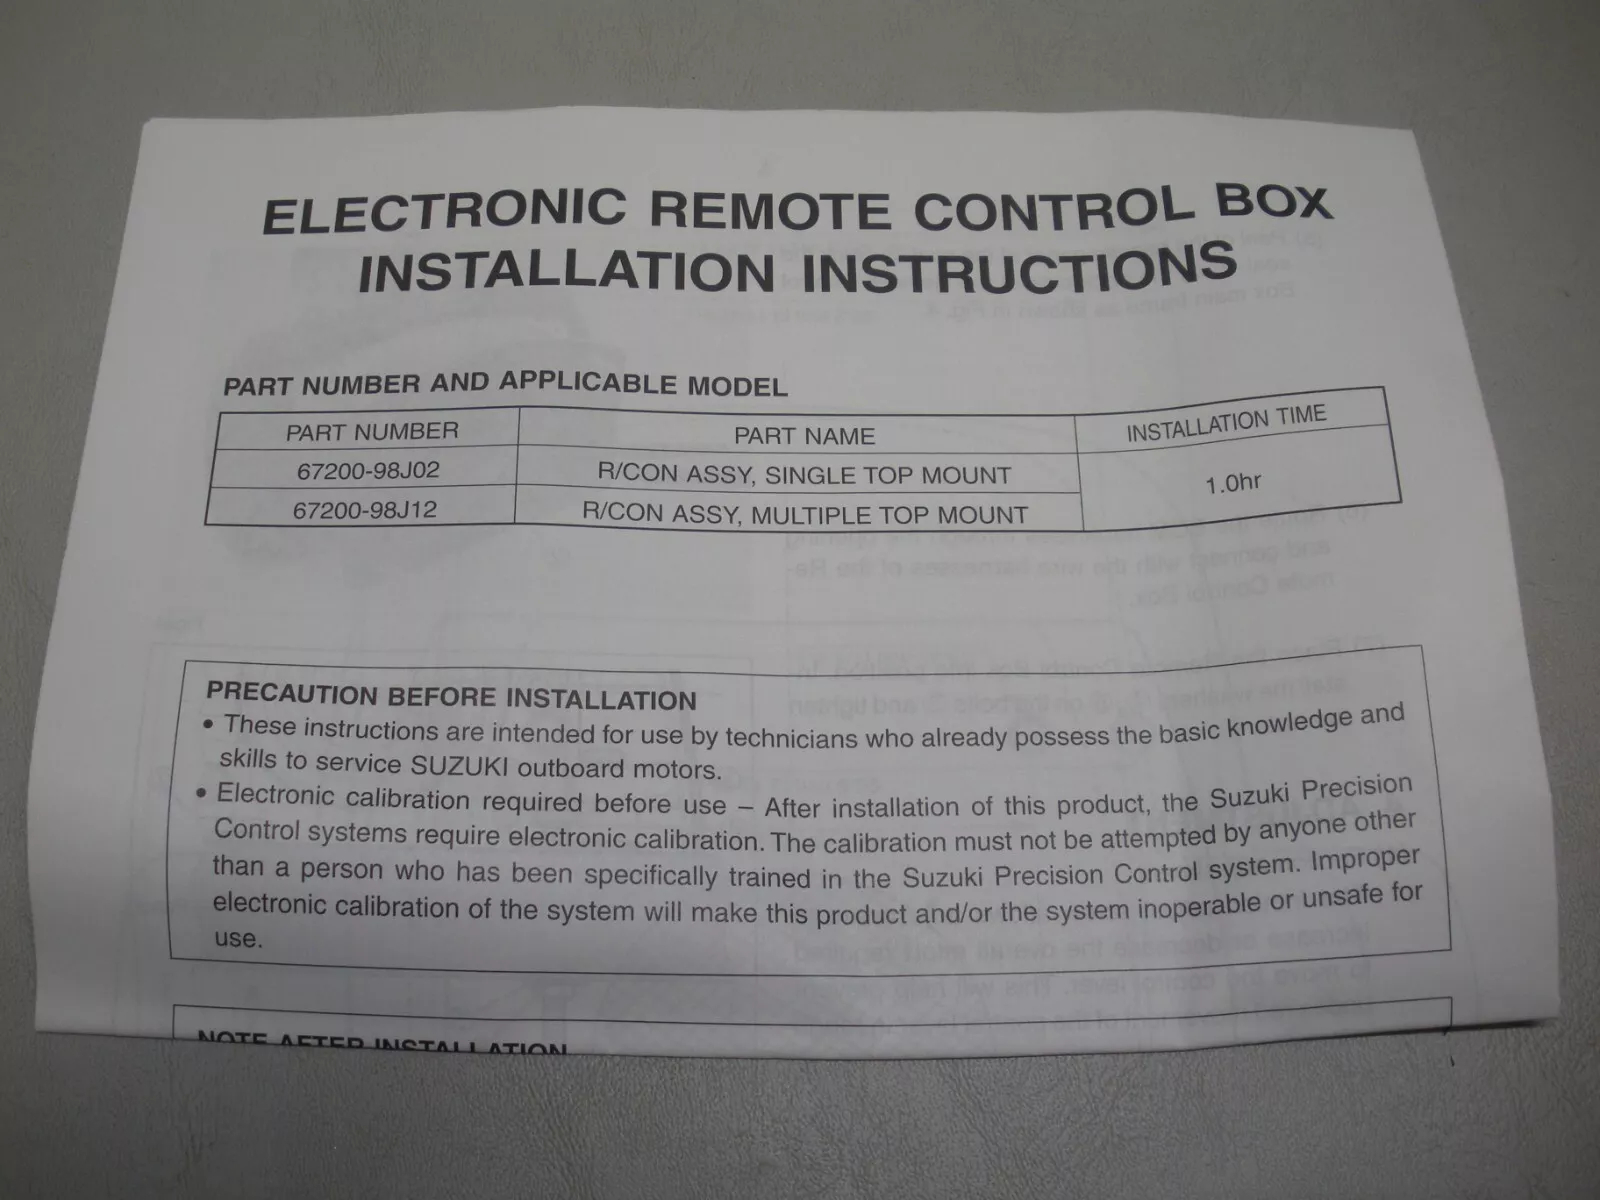 ELECTRONIC REMOTE CONTROL BOX
INSTALLATION INSTRUCTIONS
PART NUMBER AND APPLICABLE MODEL
PART NUMBER PART NAME INSTALLATION TIME
67200-98J02 R/CON ASSY, SINGLE TOP MOUNT 1.0hr
67200-98J12 R/CON ASSY, MULTIPLE TOP MOUNT
PRECAUTION BEFORE INSTALLATION
• These instructions are intended for use by technicians who already possess the basic knowledge and
skills to service SUZUKI outboard motors.
• Electronic calibration required before use – After installation of this product, the Suzuki Precision
Control systems require electronic calibration. The calibration must not be attempted by anyone other
than a person who has been specifically trained in the Suzuki Precision Control system. Improper
electronic calibration of the system will make this product and/or the system inoperable or unsafe for
use.
NOTE AFTER INSTALLATION